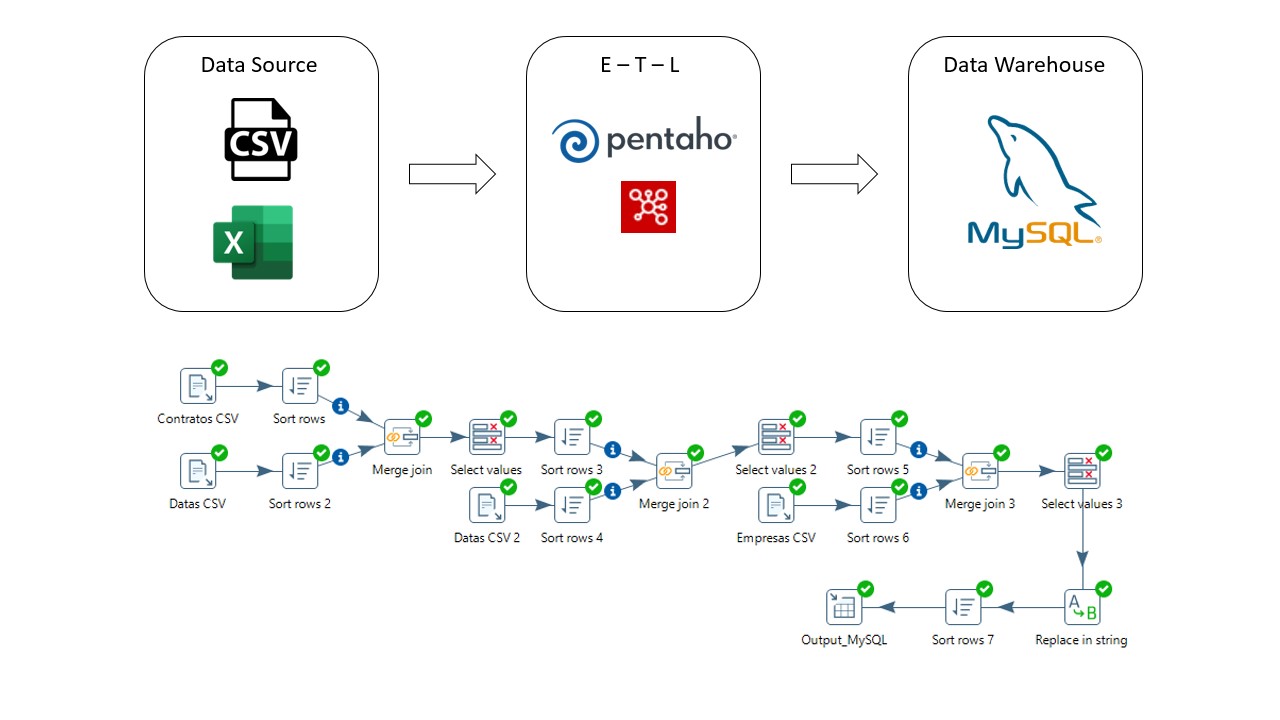 Data Source
E – T – L
Data Warehouse
CSV
X
pentaho
MySQL
Contratos CSV
Sort rows
Datas CSV
Sort rows 2
Merge join
Select values
Sort rows 3
Datas CSV 2
Sort rows 4
Merge join 2
Select values 2
Sort rows 5
Empresas CSV
Sort rows 6
Merge join 3
Select values 3
A
B
Output_MySQL
Sort rows 7
Replace in string